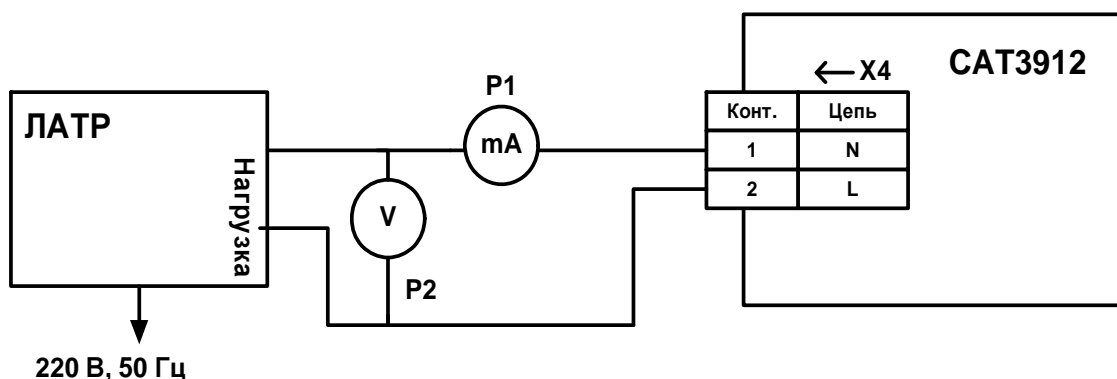 CAT3912
← X4
P1
ЛАТР
Конт. Цепь
mA
1 N
2 L
Нагрузка
V
P2
220 В, 50 Гц